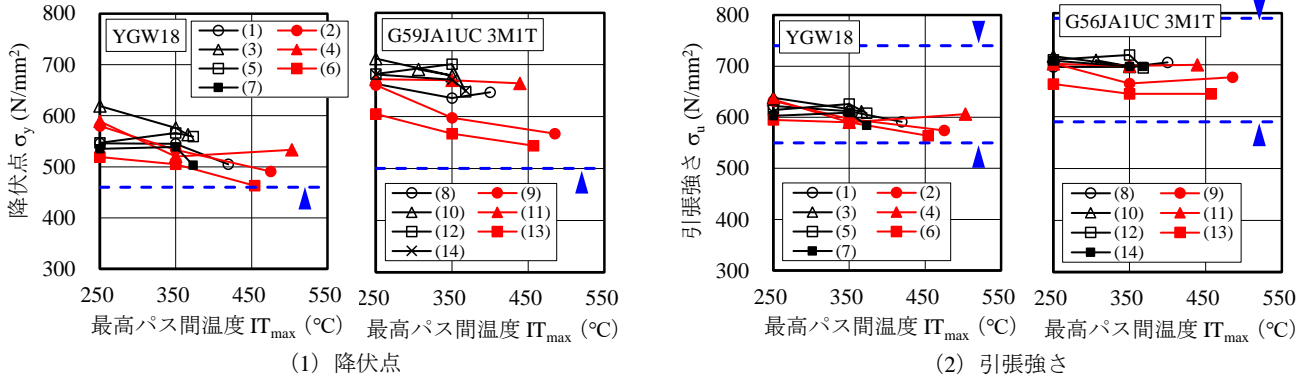 降伏点 σy (N/mm²)
800
700
600
500
400
300
YGW18
(1) (2)
(3) (4)
(5) (6)
(7)
250 350 450 550
最高パス間温度 ITmax (℃)
G59JA1UC 3M1T
(8) (9)
(10) (11)
(12) (13)
(14)
250 350 450 550
最高パス間温度 ITmax (℃)
(1) 降伏点
引張強さ σu (N/mm²)
800
700
600
500
400
300
YGW18
(1) (2)
(3) (4)
(5) (6)
(7)
250 350 450 550
最高パス間温度 ITmax (℃)
G56JA1UC 3M1T
(8) (9)
(10) (11)
(12) (13)
(14)
250 350 450 550
最高パス間温度 ITmax (℃)
(2) 引張強さ